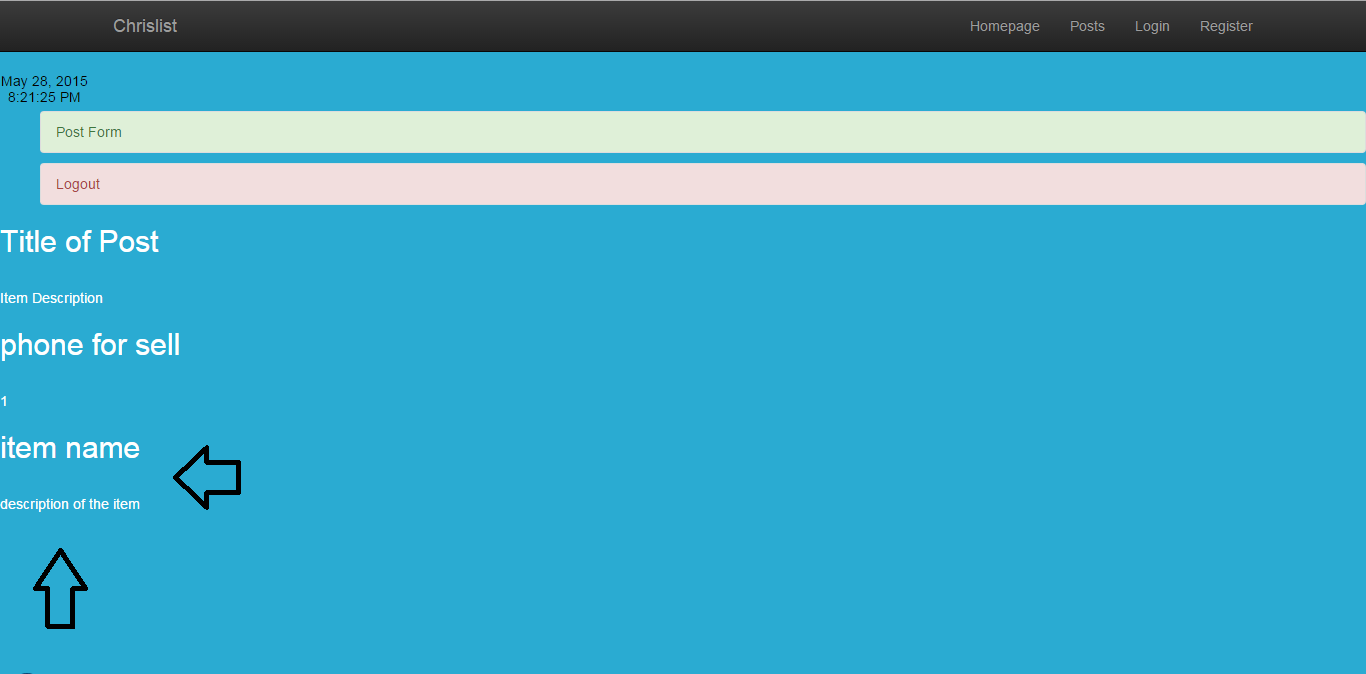 Chrislist Homepage Posts Login Register
May 28, 2015
8:21:25 PM
Post Form
Logout
Title of Post
Item Description
phone for sell
1
item name
description of the item